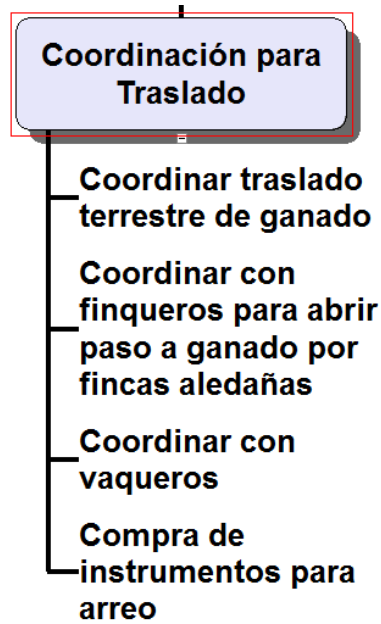 Coordinación para
Traslado
Coordinar traslado
terrestre de ganado
Coordinar con
finqueros para abrir
paso a ganado por
fincas aledañas
Coordinar con
vaqueros
Compra de
instrumentos para
arreo